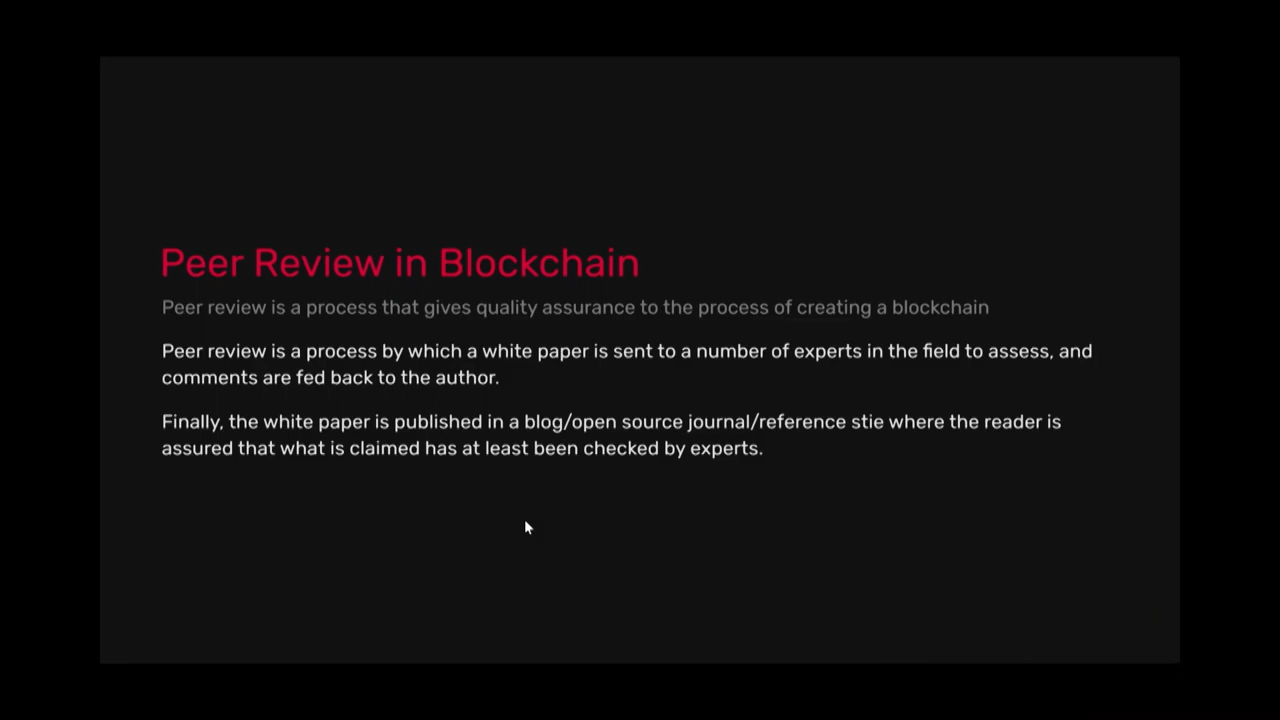 Peer Review in Blockchain
Peer review is a process that gives quality assurance to the process of creating a blockchain
Peer review is a process by which a white paper is sent to a number of experts in the field to assess, and
comments are fed back to the author.
Finally, the white paper is published in a blog/open source journal/reference stie where the reader is
assured that what is claimed has at least been checked by experts.